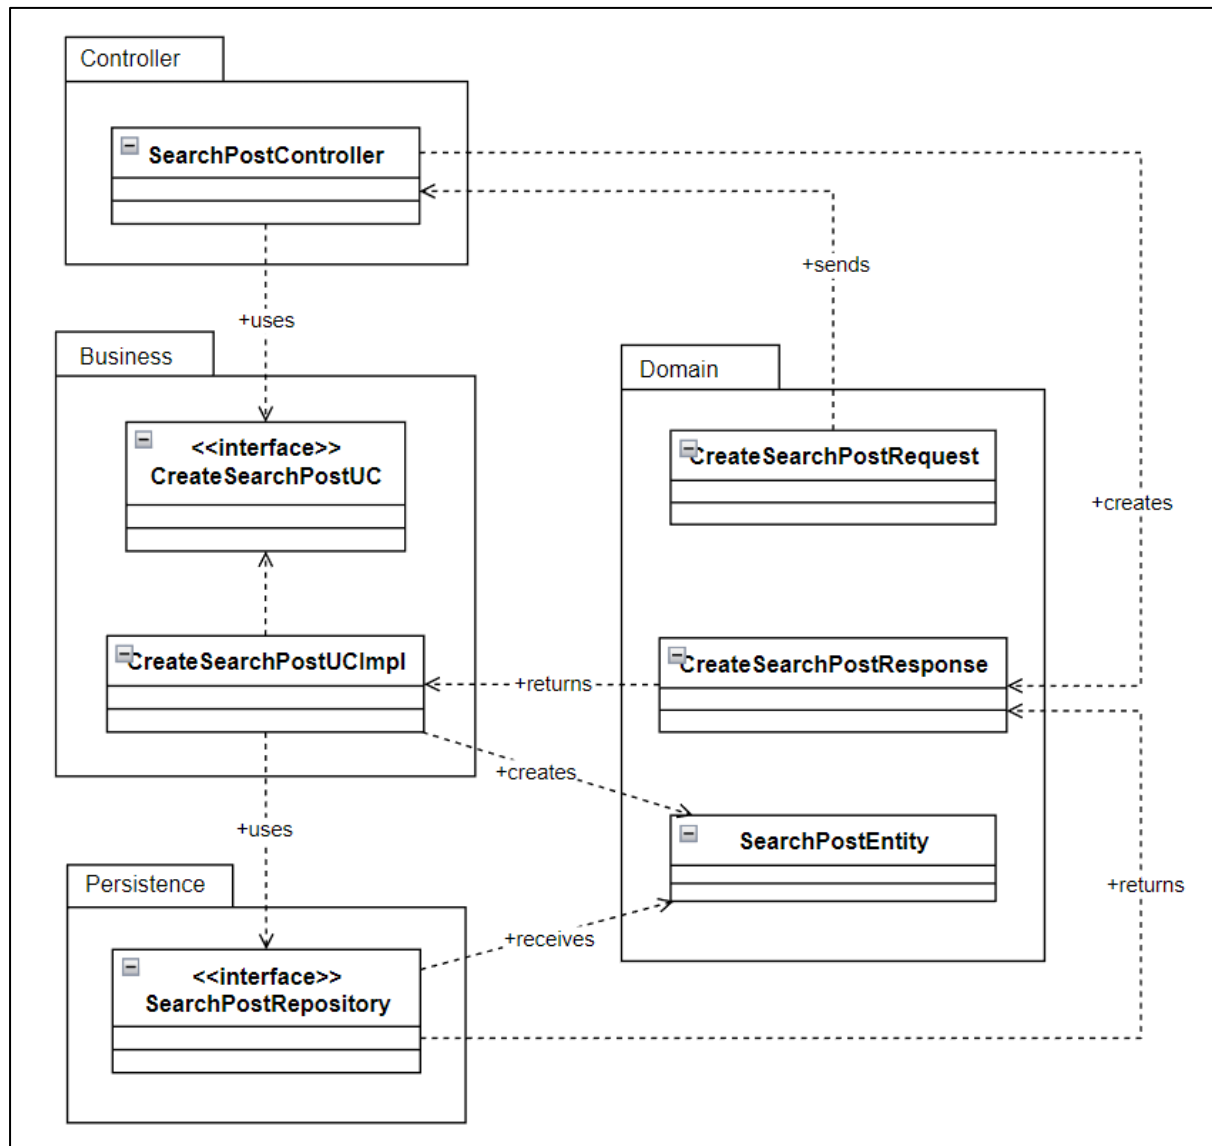 Controller
SearchPostController
+sends
+uses
Business
Domain
<<interface>>
CreateSearchPostUC
CreateSearchPostRequest
+creates
CreateSearchPostUCImpl
CreateSearchPostResponse
+returns
+creates
+uses
SearchPostEntity
Persistence
+returns
+receives
<<interface>>
SearchPostRepository